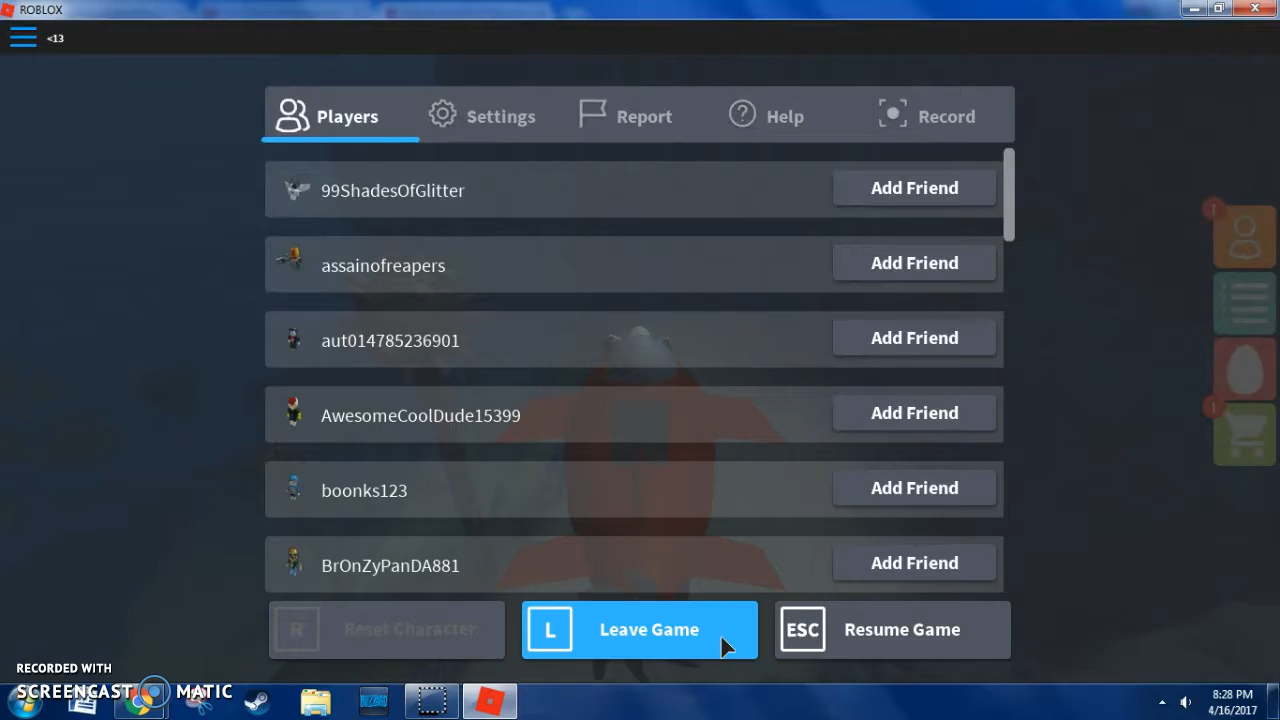 ROBLOX
<13
Players
Settings
Report
Help
Record
99ShadesOfGlitter
Add Friend
assainofreapers
Add Friend
aut014785236901
Add Friend
AwesomeCoolDude15399
Add Friend
boonks123
Add Friend
BrOnZyPanDA881
Add Friend
R Reset Character
L Leave Game
ESC Resume Game
RECORDED WITH
SCREENCAST MATIC
BLIZZARD
8:28 PM
4/16/2017